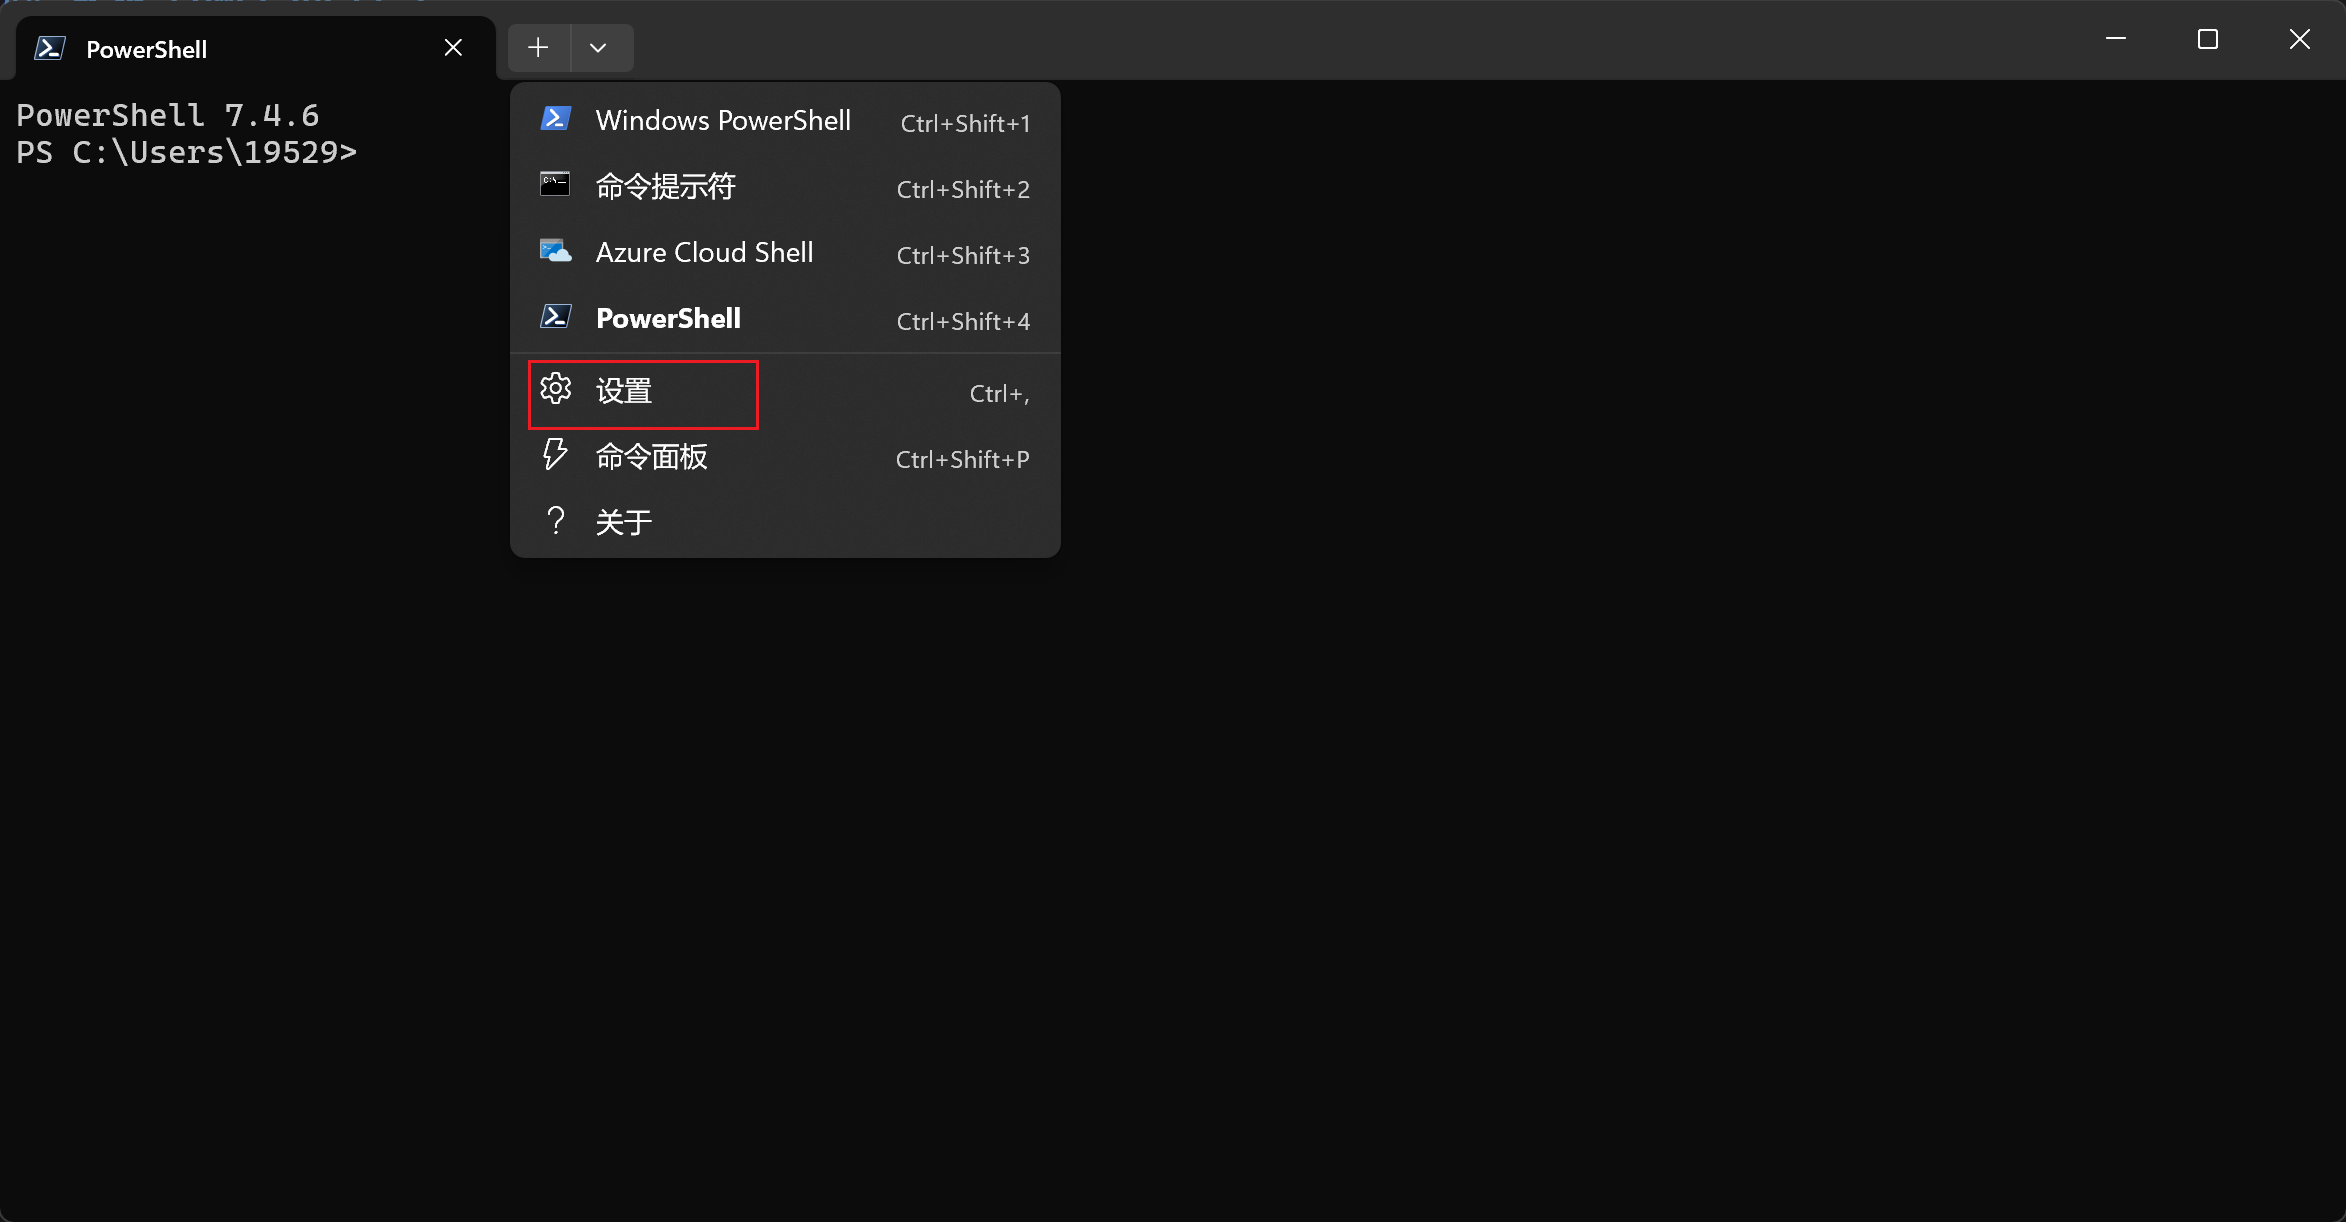 PowerShell
PowerShell 7.4.6
PS C:\Users\19529>
Windows PowerShell Ctrl+Shift+1
命令提示符 Ctrl+Shift+2
Azure Cloud Shell Ctrl+Shift+3
PowerShell Ctrl+Shift+4
设置 Ctrl+,
命令面板 Ctrl+Shift+P
关于